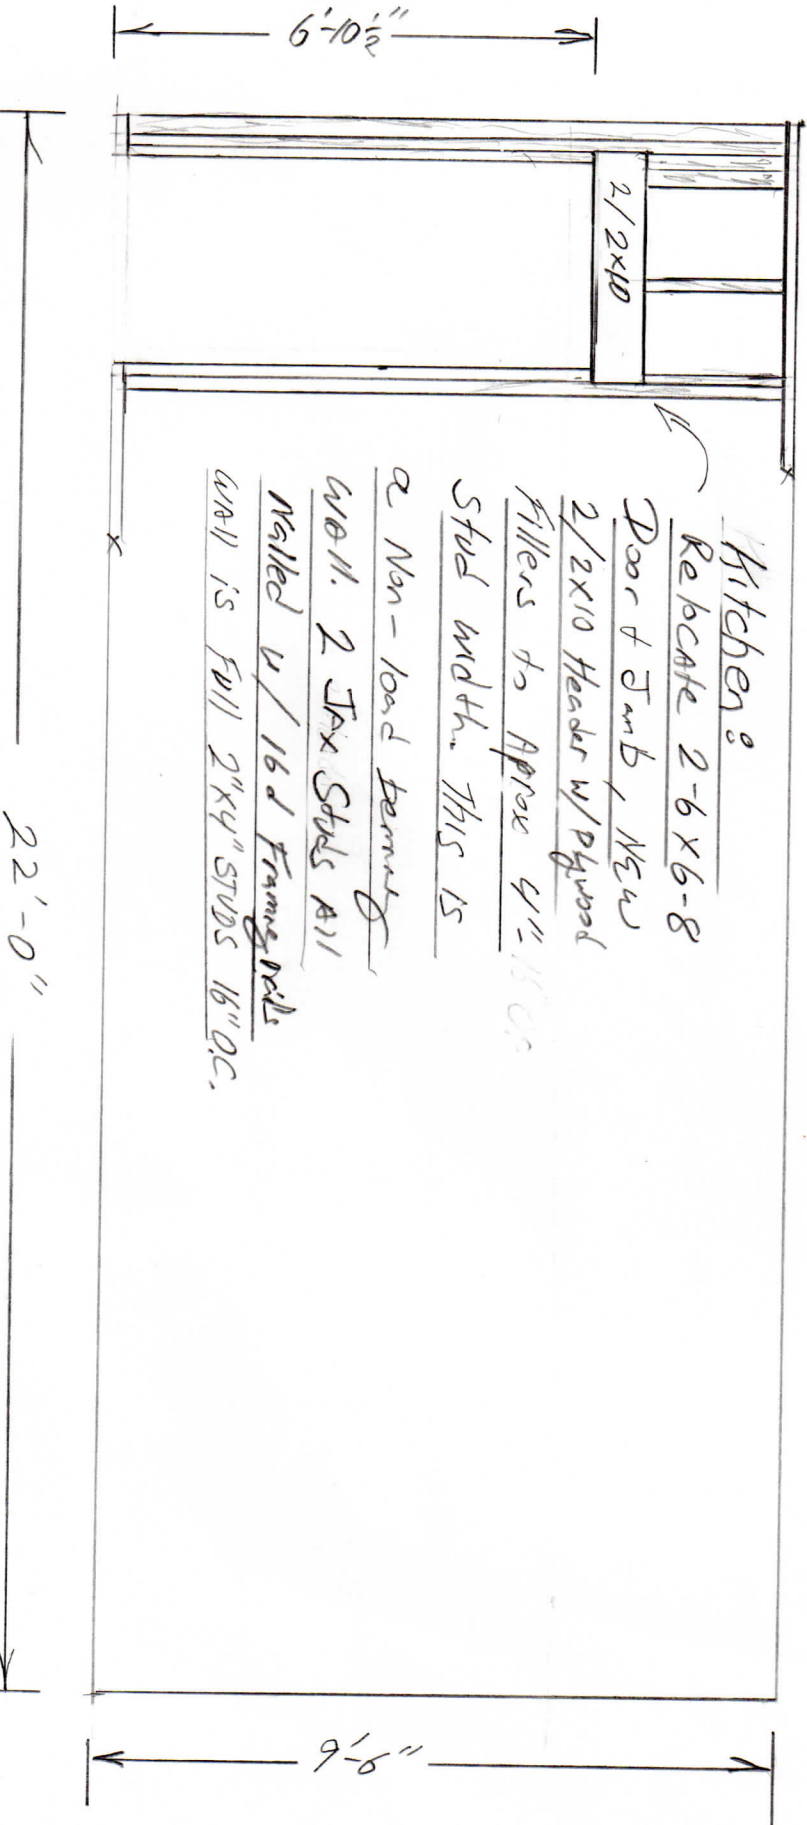 6'-10½"
2/2x10
Kitchen:
Relocate 2-6x6-8
Door & Jamb, New
2/2x10 Header w/Plywood
Fillers to Aprox 4"
Stud width. This is
a Non-load bearing
Wall. 2 Jax Studs All
Nailed w/ 16d Framing nails
Wall is Full 2"x4" STUDS 16" O.C.
22'-0"
9'-6"